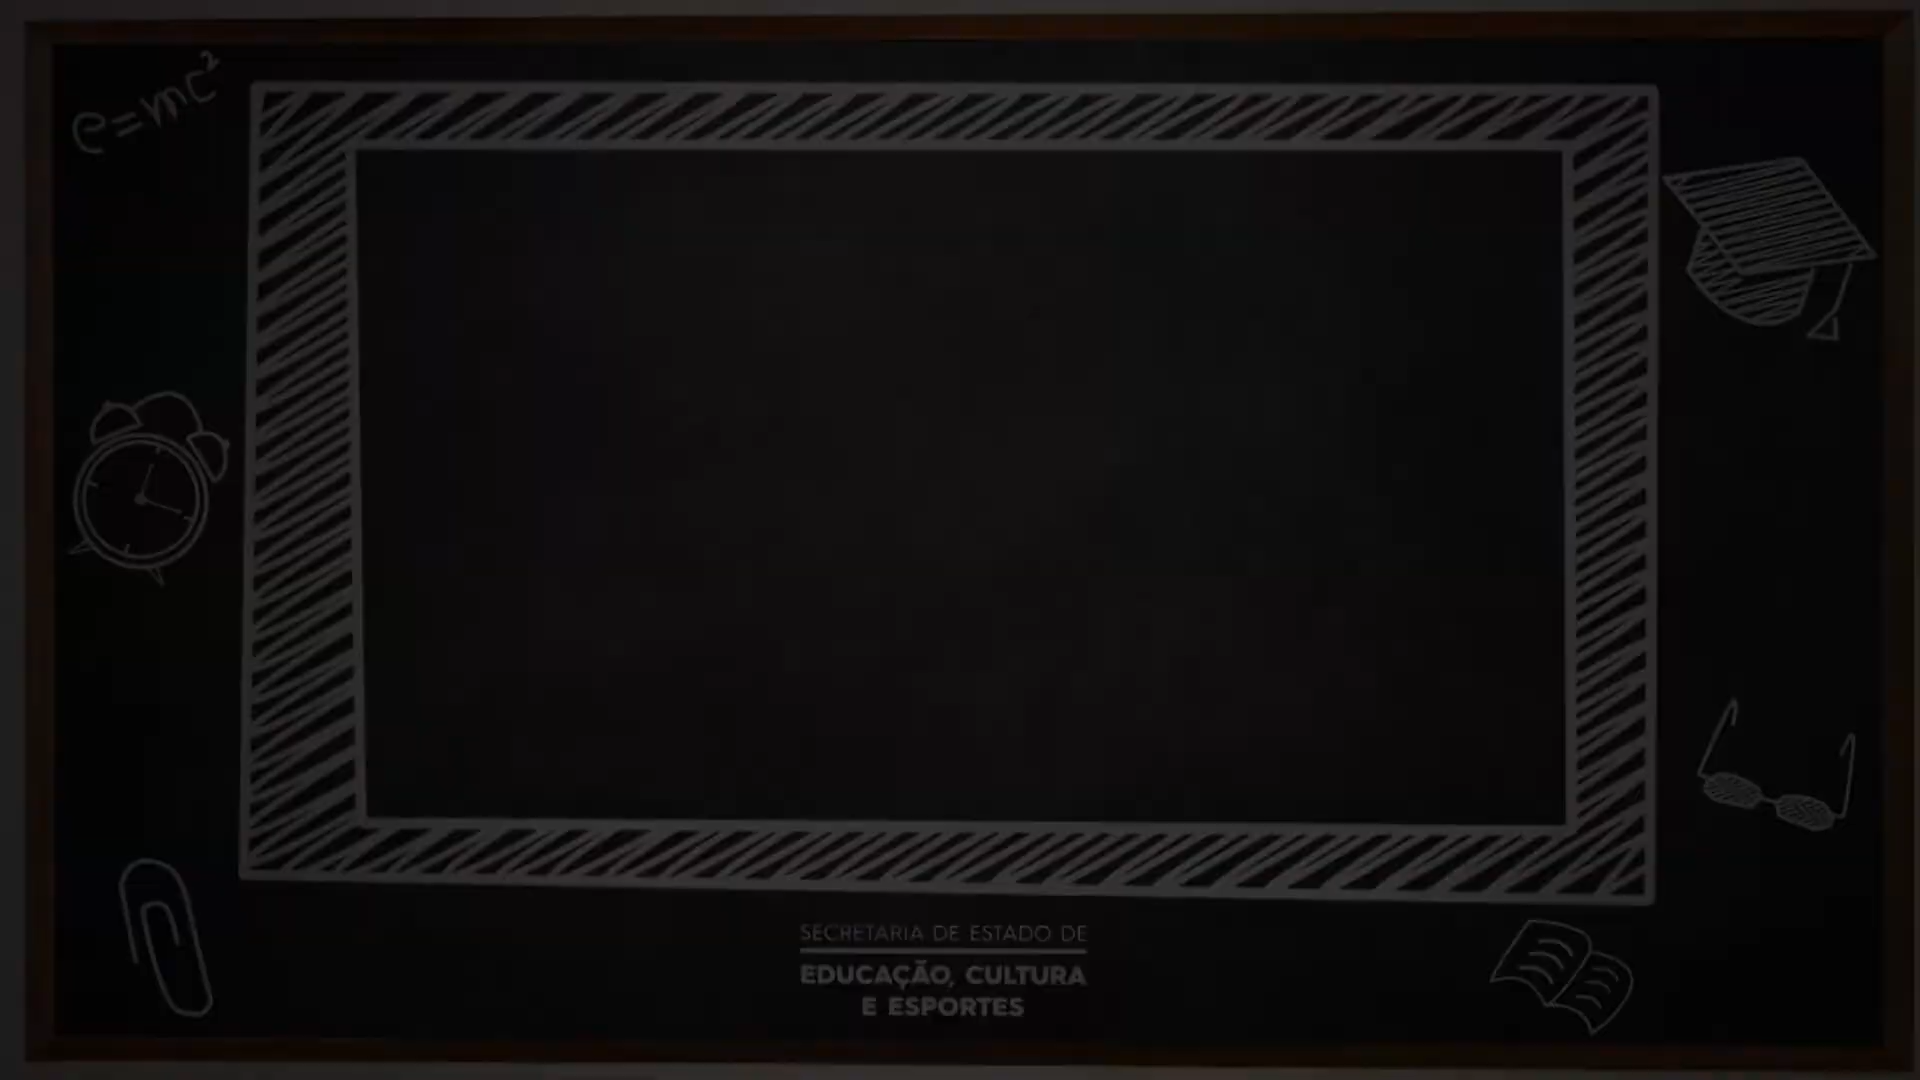 e=mc²
SECRETARIA DE ESTADO DE
EDUCAÇÃO, CULTURA
E ESPORTES